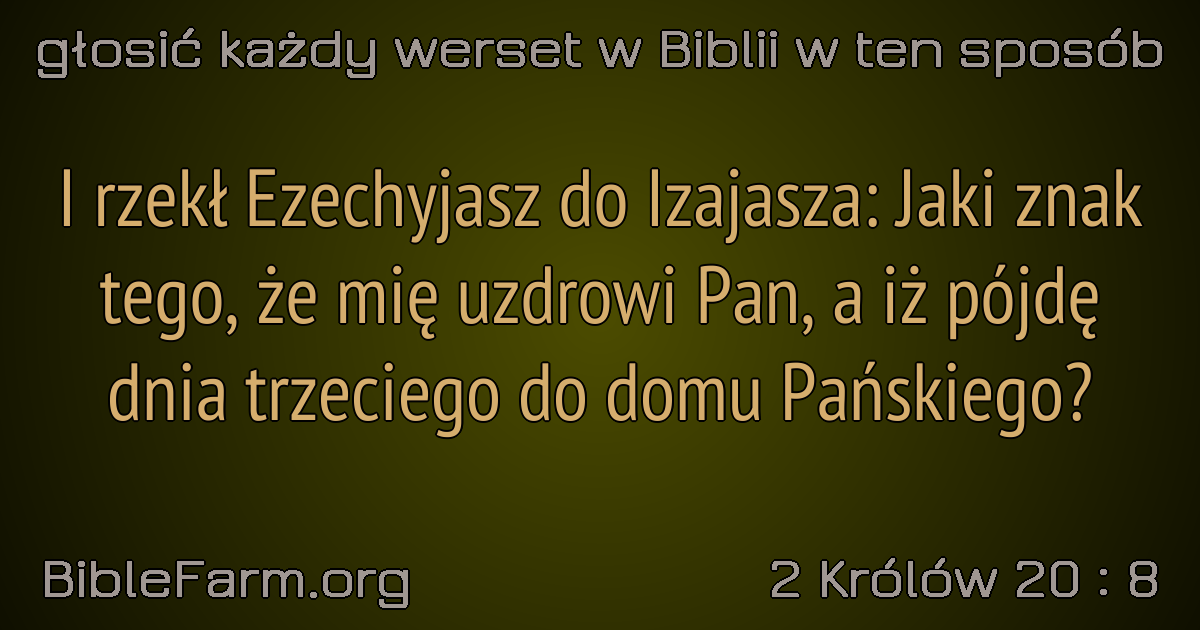 głosić każdy werset w Biblii w ten sposób
I rzekł Ezechyjasz do Izajasza: Jaki znak
tego, że mię uzdrowi Pan, a iż pójdę
dnia trzeciego do domu Pańskiego?
BibleFarm.org
2 Królów 20 : 8